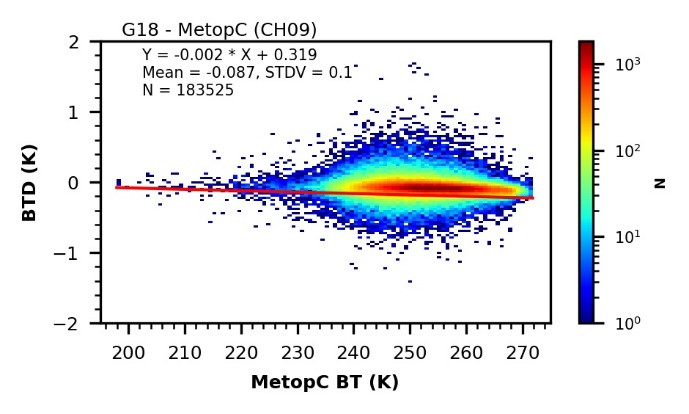 G18 - MetopC (CH09)
Y = -0.002 * X + 0.319
Mean = -0.087, STDV = 0.1
N = 183525
2
1
0
−1
−2
BTD (K)
200 210 220 230 240 250 260 270
MetopC BT (K)
10³
10²
10¹
10⁰
N